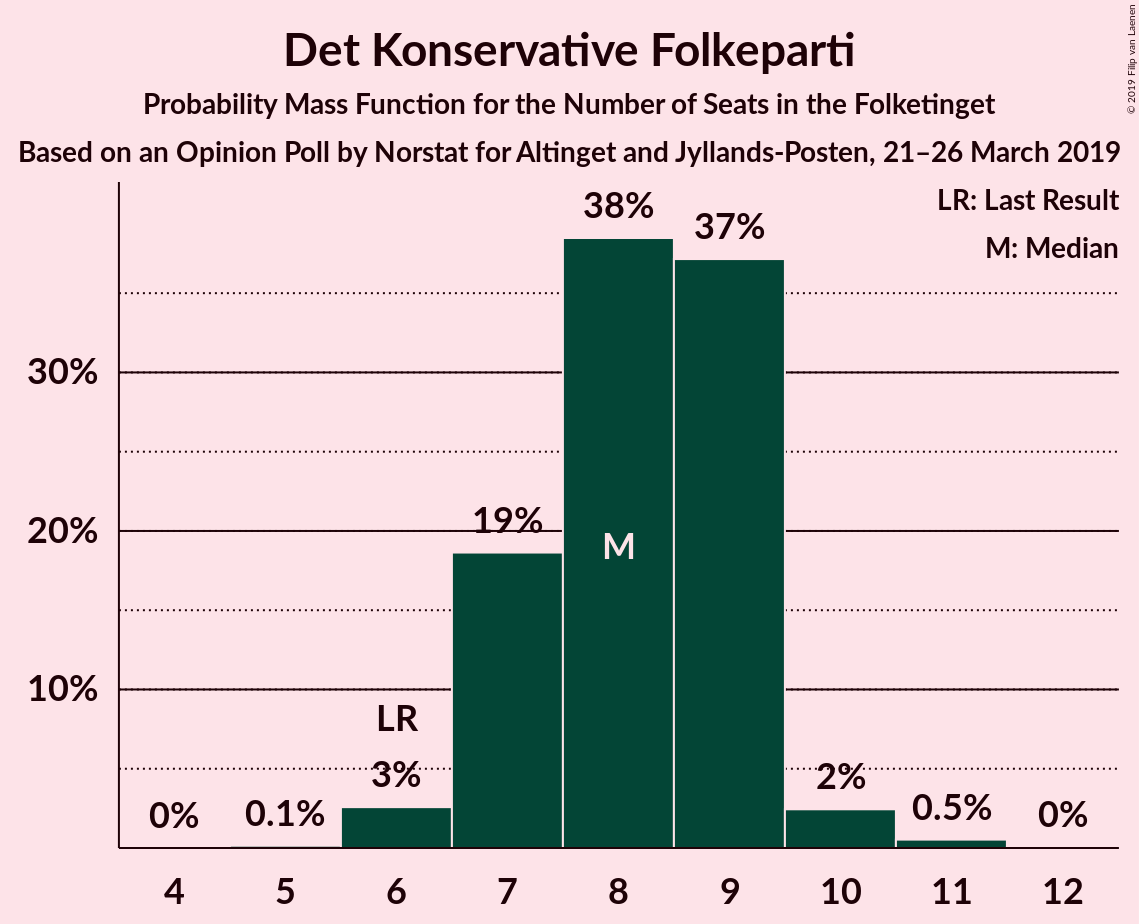 Det Konservative Folkeparti
Probability Mass Function for the Number of Seats in the Folketinget
Based on an Opinion Poll by Norstat for Altinget and Jyllands-Posten, 21–26 March 2019
© 2019 Filip van Laenen
LR: Last Result
M: Median
38%
37%
30%
20%
19%
M
10%
LR
3%
2%
0%
0.1%
0.5%
0%
4 5 6 7 8 9 10 11 12